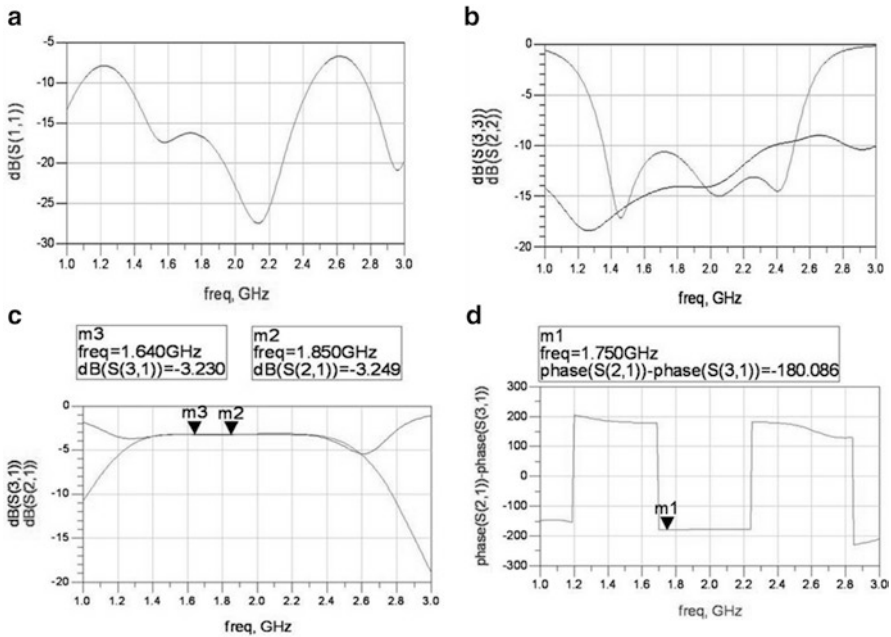 a
-5
-10
-15
-20
-25
-30
dB(S(1,1))
1.0 1.2 1.4 1.6 1.8 2.0 2.2 2.4 2.6 2.8 3.0
freq, GHz
b
0
-5
-10
-15
-20
dB(S(3,3))
dB(S(2,2))
1.0 1.2 1.4 1.6 1.8 2.0 2.2 2.4 2.6 2.8 3.0
freq, GHz
c
m3
freq=1.640GHz
dB(S(3,1))=-3.230
m2
freq=1.850GHz
dB(S(2,1))=-3.249
0
-5
-10
-15
-20
m3 m2
dB(S(3,1))
dB(S(2,1))
1.0 1.2 1.4 1.6 1.8 2.0 2.2 2.4 2.6 2.8 3.0
freq, GHz
d
m1
freq=1.750GHz
phase(S(2,1))-phase(S(3,1))=-180.086
300
200
100
0
-100
-200
-300
m1
phase(S(2,1))-phase(S(3,1))
1.0 1.2 1.4 1.6 1.8 2.0 2.2 2.4 2.6 2.8 3.0
freq, GHz